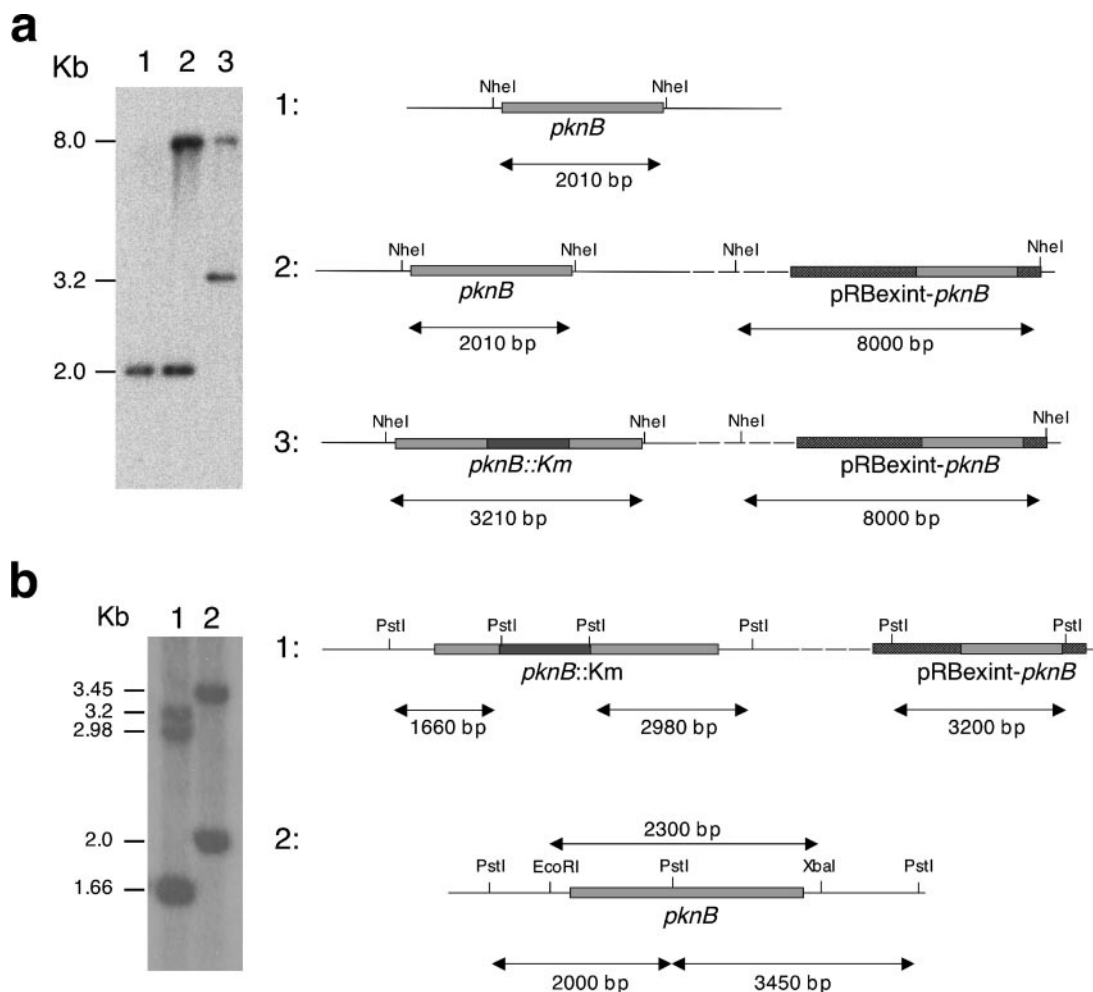 a
Kb 1 2 3
8.0
3.2
2.0
1:
NheI NheI
pknB
2010 bp
2:
NheI NheI NheI NheI
pknB pRBexint-pknB
2010 bp 8000 bp
3:
NheI NheI NheI NheI
pknB::Km pRBexint-pknB
3210 bp 8000 bp
b
Kb 1 2
3.45
3.2
2.98
2.0
1.66
1:
PstI PstI PstI PstI PstI PstI
pknB::Km pRBexint-pknB
1660 bp 2980 bp 3200 bp
2:
2300 bp
PstI EcoRI PstI XbaI PstI
pknB
2000 bp 3450 bp